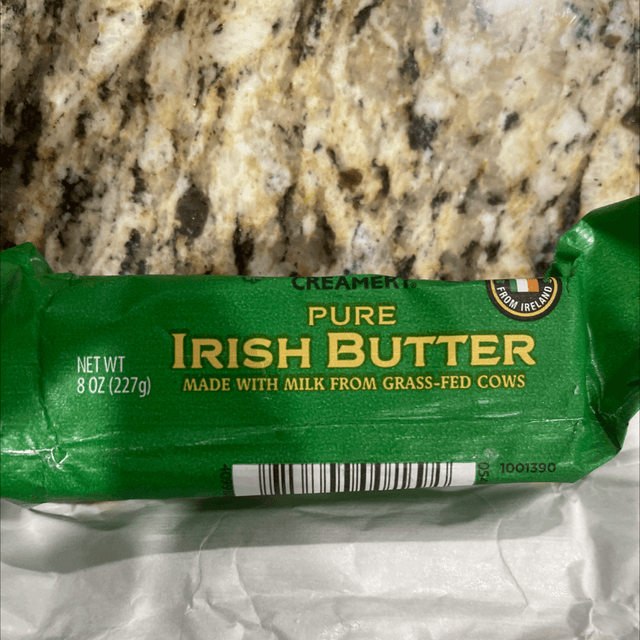 CREAMERY
FROM IRELAND
PURE
IRISH BUTTER
MADE WITH MILK FROM GRASS-FED COWS
NET WT
8 OZ (227g)
1001390